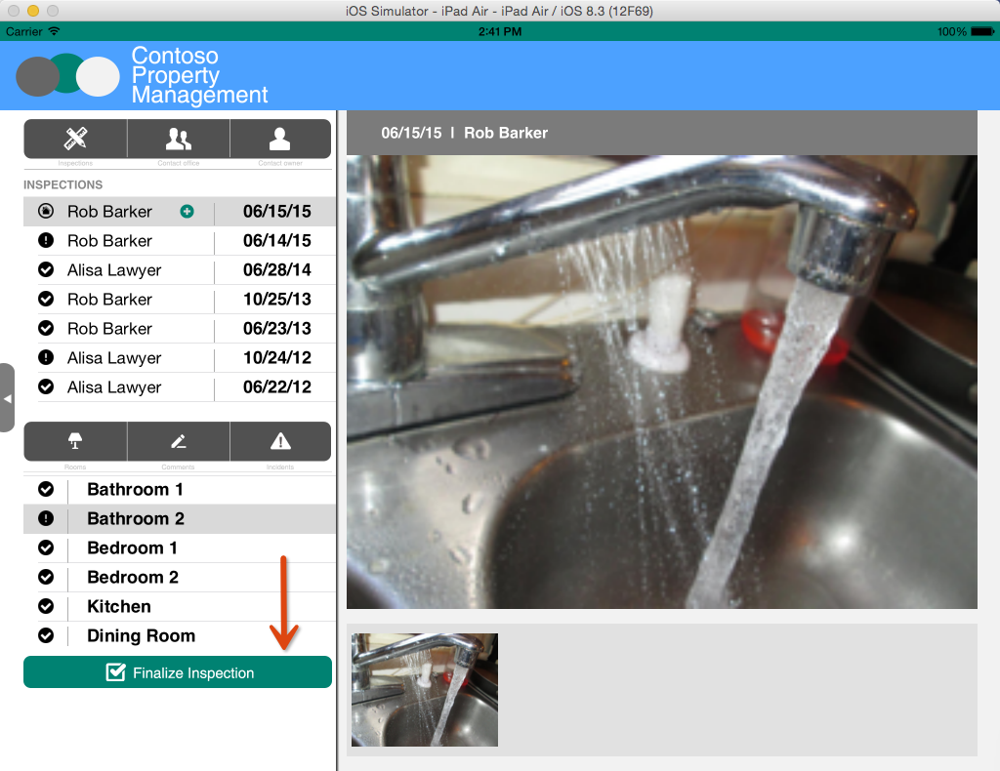 iOS Simulator - iPad Air - iPad Air / iOS 8.3 (12F69)
Carrier 2:41 PM 100%
Contoso
Property
Management
Inspections Contact office Contact owner
INSPECTIONS
Rob Barker 06/15/15
Rob Barker 06/14/15
Alisa Lawyer 06/28/14
Rob Barker 10/25/13
Rob Barker 06/23/13
Alisa Lawyer 10/24/12
Alisa Lawyer 06/22/12
Rooms Comments Incidents
Bathroom 1
Bathroom 2
Bedroom 1
Bedroom 2
Kitchen
Dining Room
Finalize Inspection
06/15/15 | Rob Barker